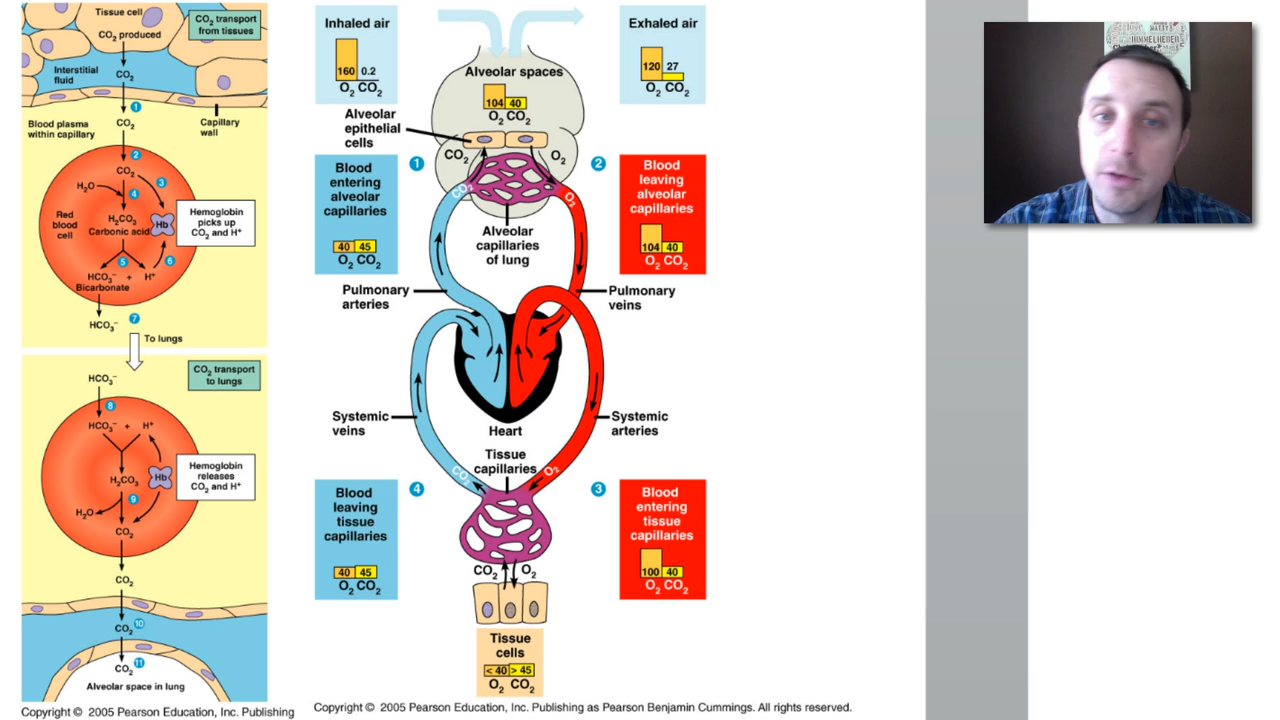 Tissue cell
CO2 produced
CO2 transport
from tissues
Interstitial
fluid
CO2
1
Blood plasma
within capillary
CO2
Capillary
wall
2
CO2
H2O
3
4
Red
blood
cell
H2CO3
Carbonic acid
Hb
Hemoglobin
picks up
CO2 and H+
5
6
HCO3− + H+
Bicarbonate
HCO3−
7
To lungs
CO2 transport
to lungs
HCO3−
8
HCO3− + H+
Hemoglobin
releases
CO2 and H+
H2CO3
Hb
9
H2O
CO2
CO2
CO2
10
CO2
11
Alveolar space in lung
Copyright © 2005 Pearson Education, Inc. Publishing
Inhaled air
160 0.2
O2 CO2
Exhaled air
120 27
O2 CO2
Alveolar spaces
104 40
O2 CO2
Alveolar
epithelial
cells
CO2
O2
1
Blood
entering
alveolar
capillaries
40 45
O2 CO2
2
Blood
leaving
alveolar
capillaries
104 40
O2 CO2
CO2
O2
Alveolar
capillaries
of lung
Pulmonary
arteries
Pulmonary
veins
Systemic
veins
Systemic
arteries
Heart
Tissue
capillaries
CO2
O2
4
Blood
leaving
tissue
capillaries
40 45
O2 CO2
3
Blood
entering
tissue
capillaries
100 40
O2 CO2
CO2
O2
Tissue
cells
< 40 > 45
O2 CO2
Copyright © 2005 Pearson Education, Inc. Publishing as Pearson Benjamin Cummings. All rights reserved.